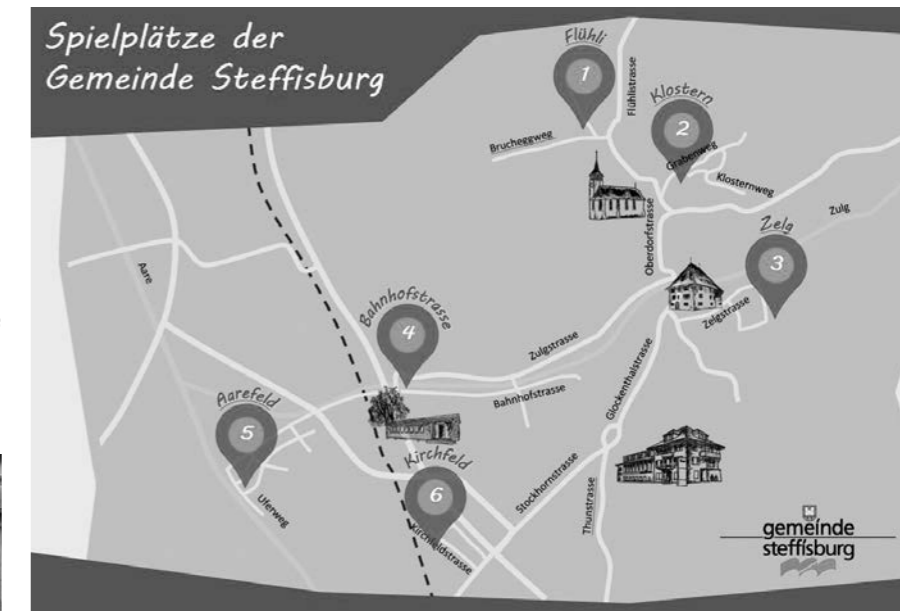 Spielplätze der
Gemeinde Steffisburg
Flühli
1
Flühlistrasse
Klostern
2
Brucheggweg
Grabenweg
Klosternweg
Oberdorfstrasse
Zulg
Zelg
3
Zelgstrasse
Bahnhofstrasse
4
Zulgstrasse
Bahnhofstrasse
Glockenthalstrasse
Aare
Aarefeld
5
Uferweg
Kirchfeld
6
Kirchfeldstrasse
Stockhornstrasse
Thunstrasse
gemeinde
steffisburg